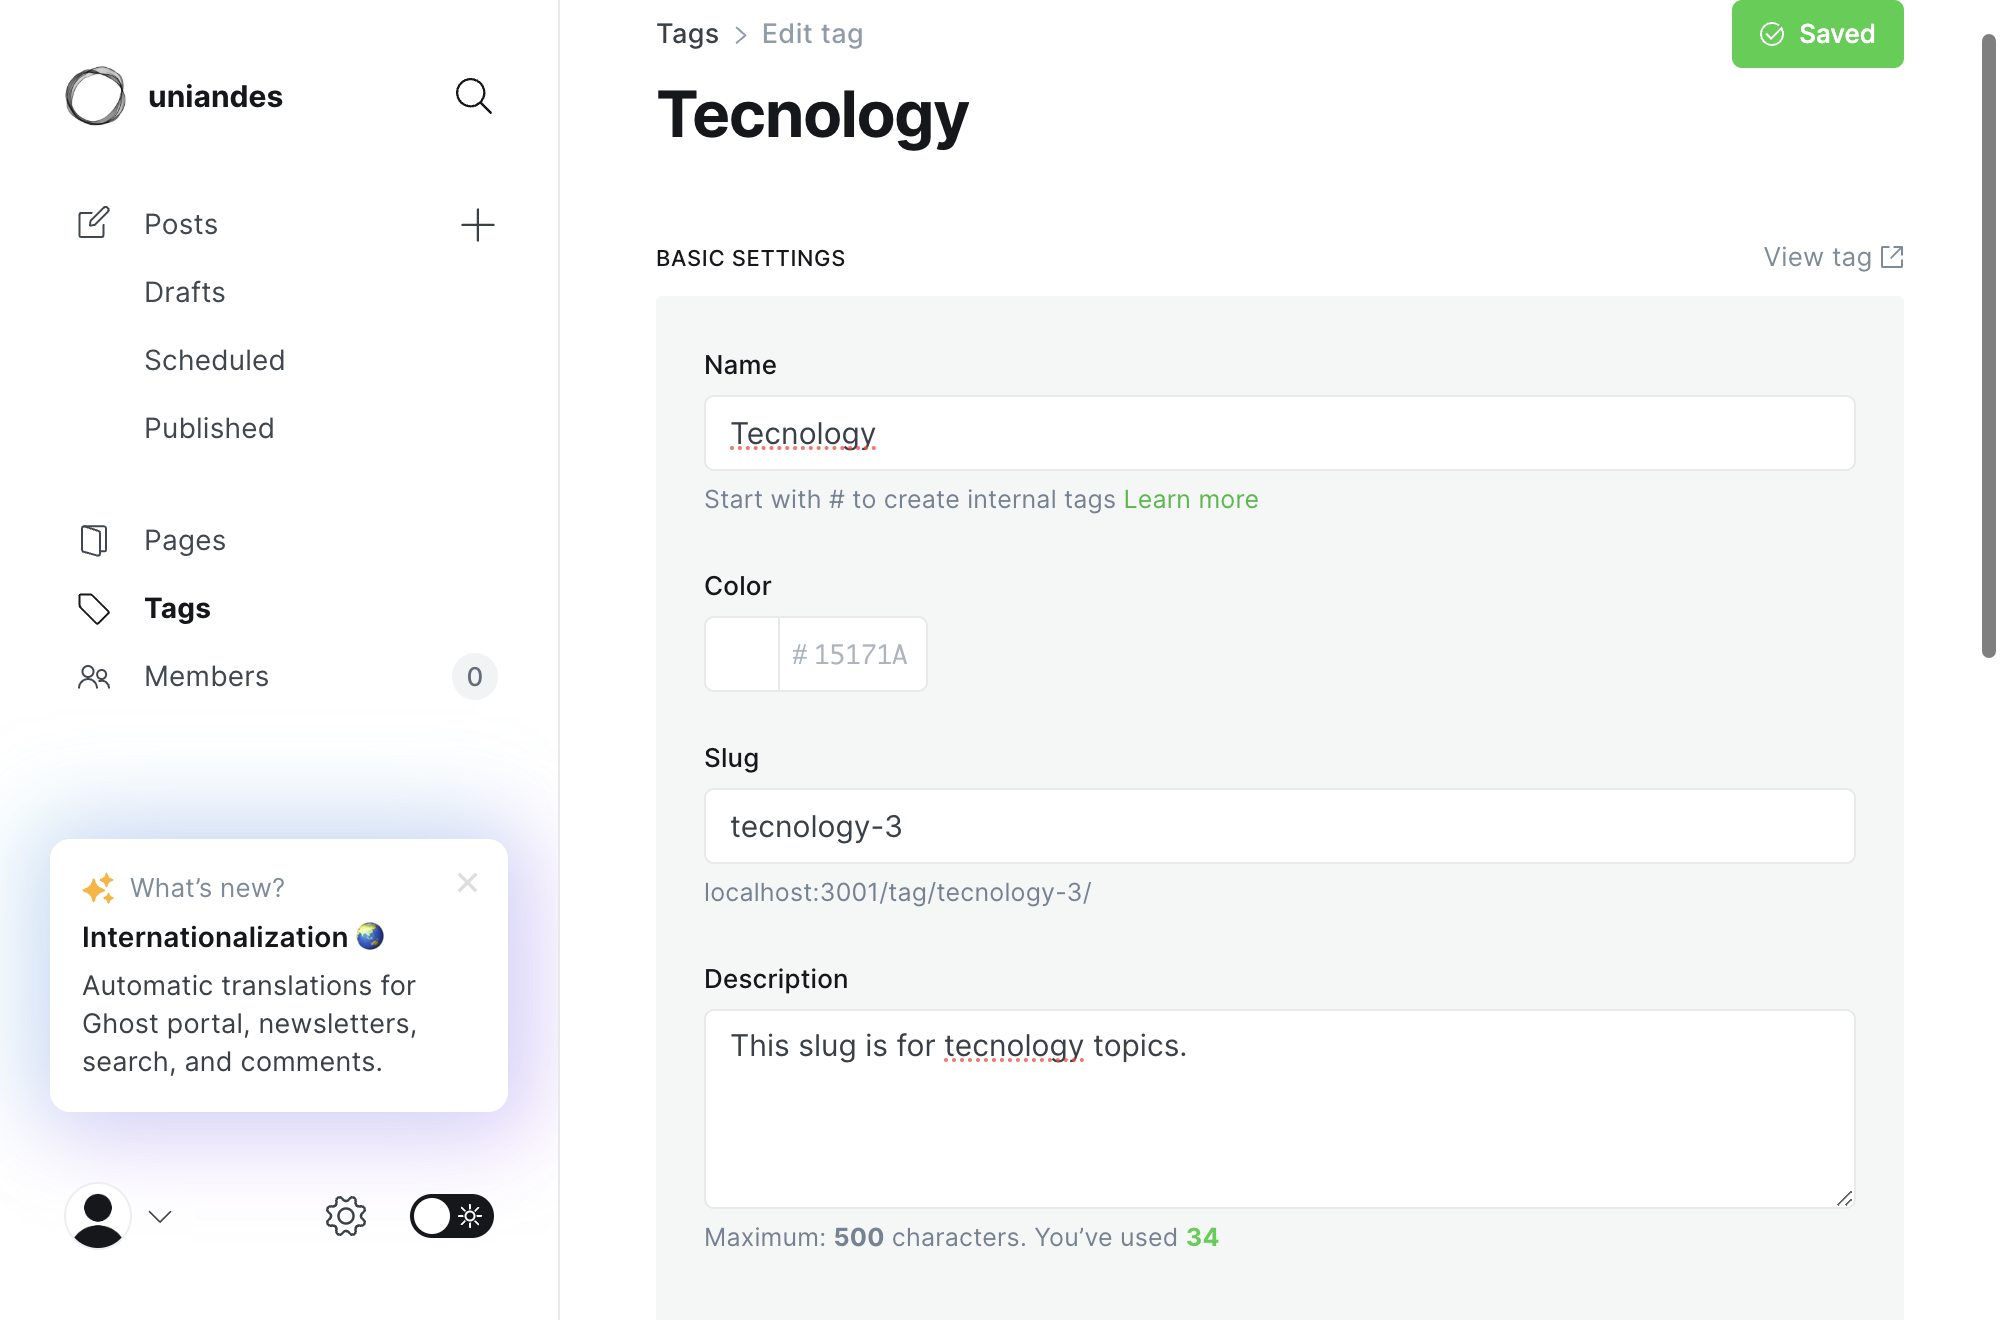 uniandes
Posts
Drafts
Scheduled
Published
Pages
Tags
Members
0
What's new?
Internationalization 🌏
Automatic translations for
Ghost portal, newsletters,
search, and comments.
Tags > Edit tag
Saved
Tecnology
BASIC SETTINGS
View tag
Name
Tecnology
Start with # to create internal tags Learn more
Color
# 15171A
Slug
tecnology-3
localhost:3001/tag/tecnology-3/
Description
This slug is for tecnology topics.
Maximum: 500 characters. You’ve used 34